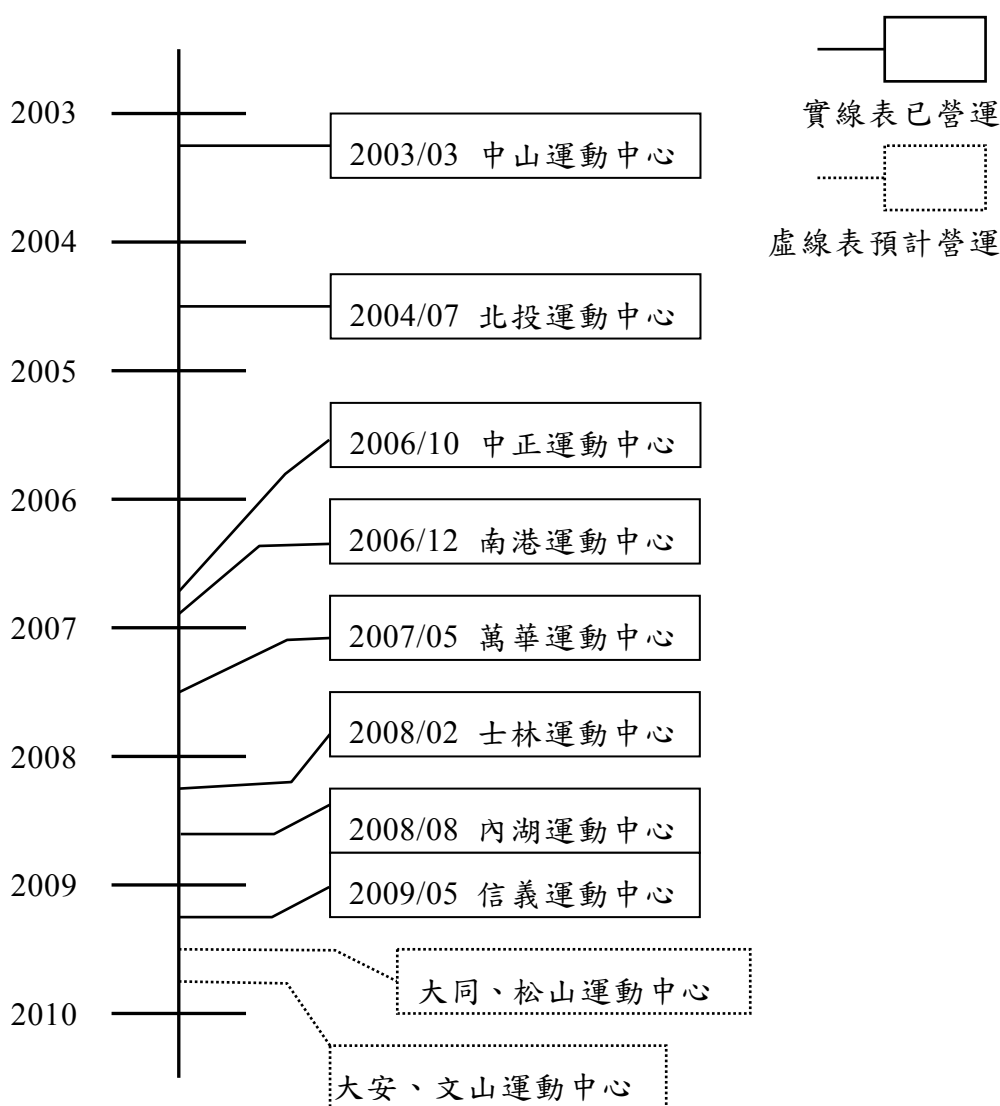 實線表已營運
虛線表預計營運
2003
2003/03 中山運動中心
2004
2004/07 北投運動中心
2005
2006/10 中正運動中心
2006
2006/12 南港運動中心
2007
2007/05 萬華運動中心
2008/02 士林運動中心
2008
2008/08 內湖運動中心
2009
2009/05 信義運動中心
大同、松山運動中心
2010
大安、文山運動中心